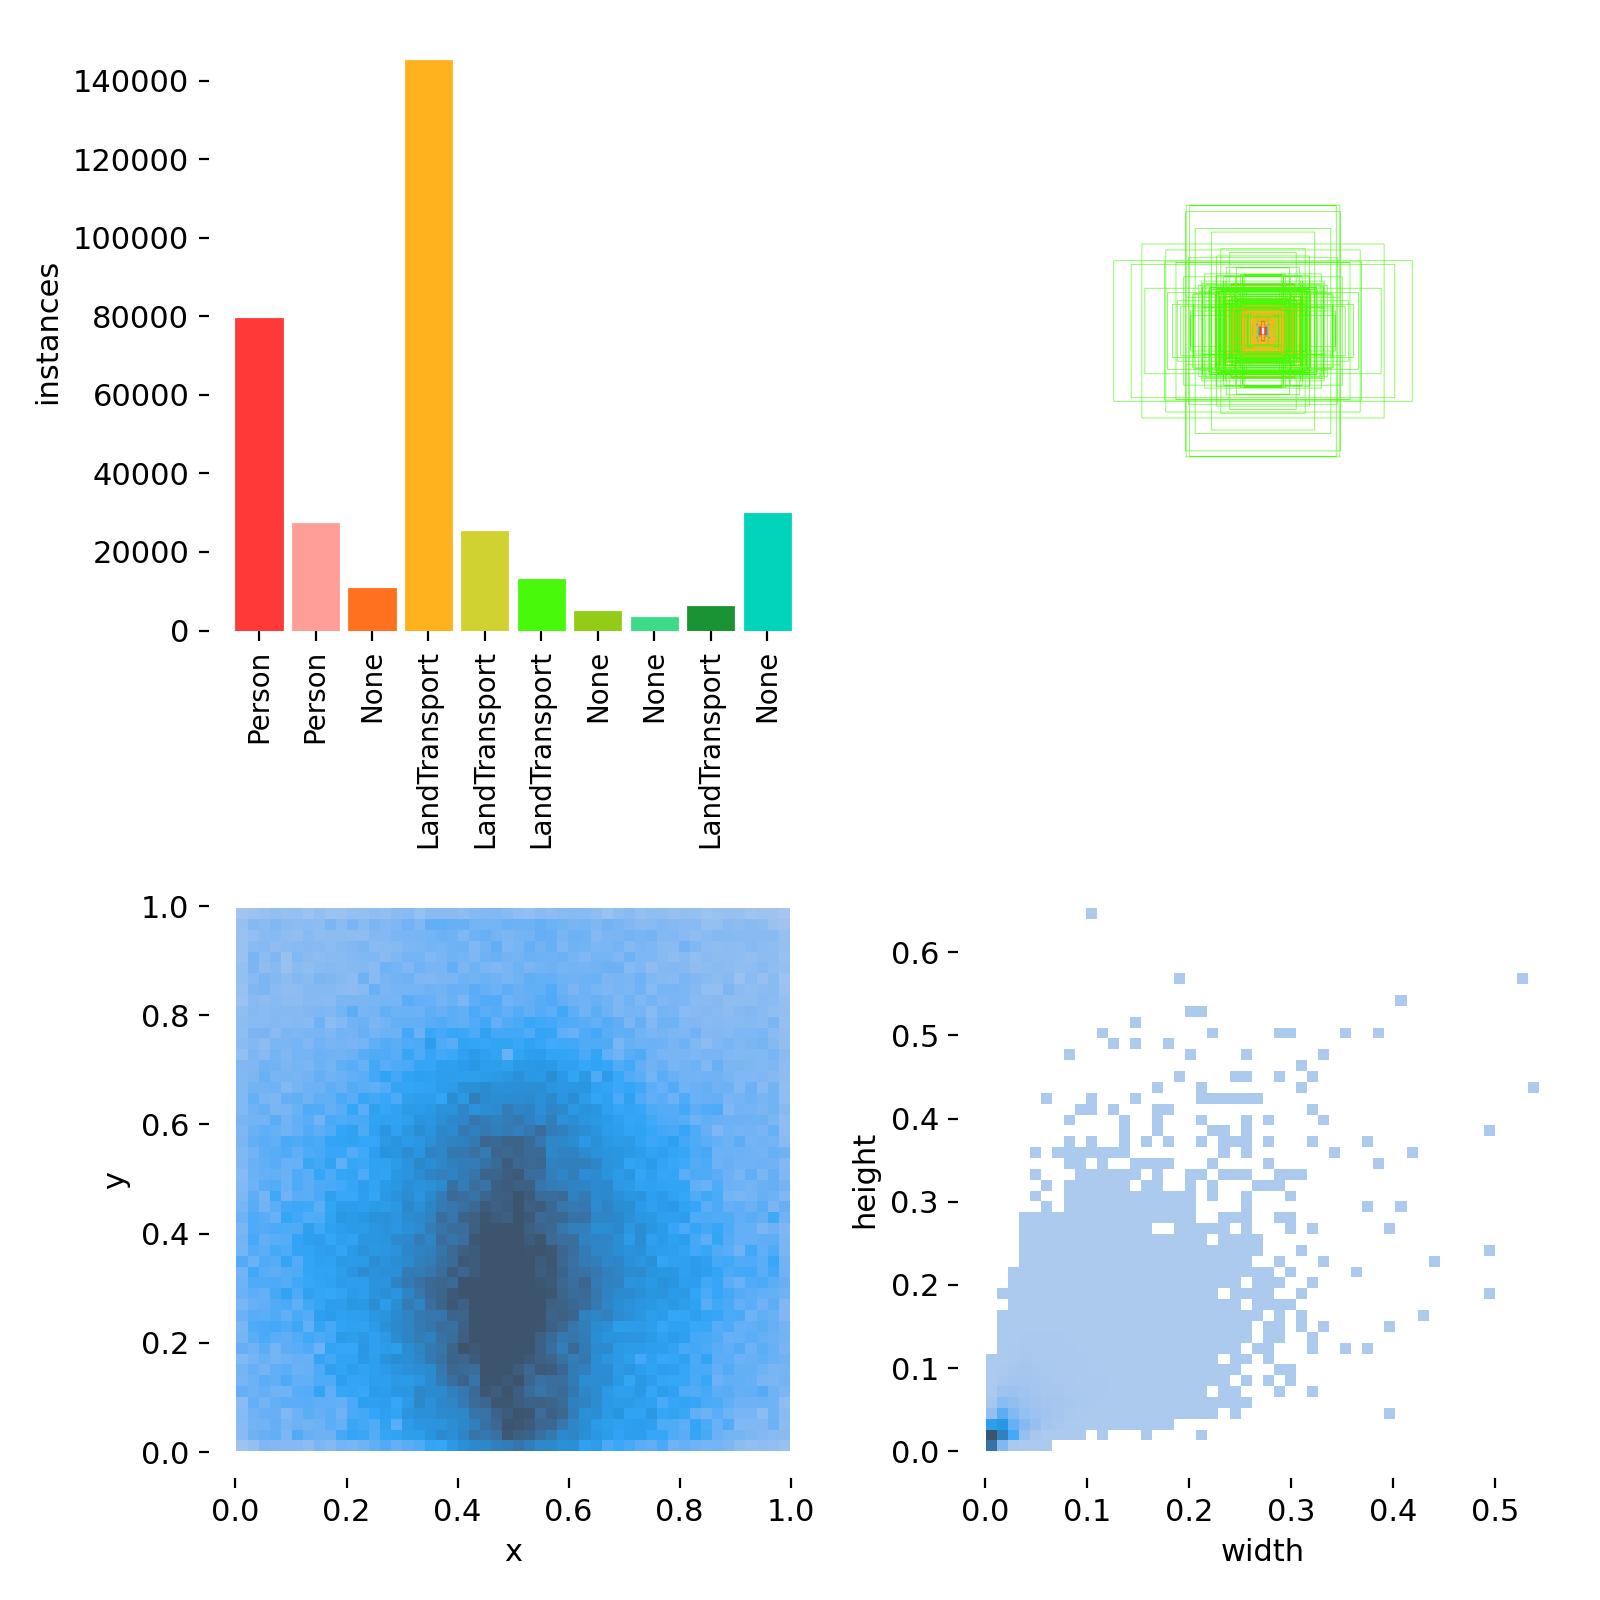 140000
120000
100000
80000
60000
40000
20000
0
instances
Person
Person
None
LandTransport
LandTransport
LandTransport
None
None
LandTransport
None
1.0
0.8
0.6
0.4
0.2
0.0
y
0.0 0.2 0.4 0.6 0.8 1.0
x
0.6
0.5
0.4
0.3
0.2
0.1
0.0
height
0.0 0.1 0.2 0.3 0.4 0.5
width